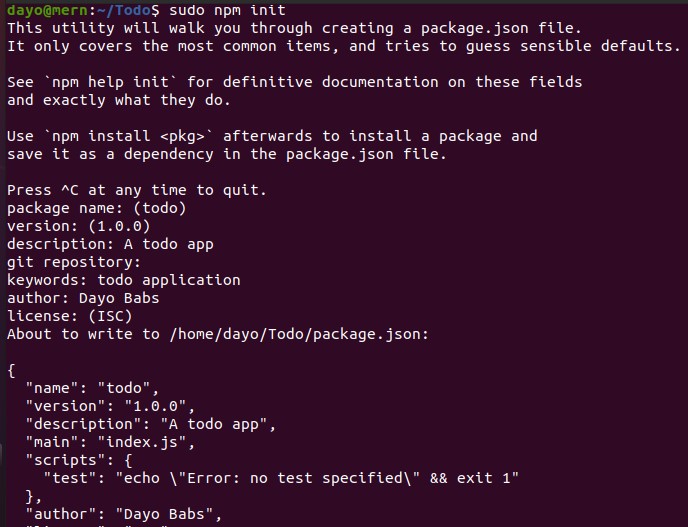 dayo@mern:~/Todo$ sudo npm init
This utility will walk you through creating a package.json file.
It only covers the most common items, and tries to guess sensible defaults.
See `npm help init` for definitive documentation on these fields
and exactly what they do.
Use `npm install <pkg>` afterwards to install a package and
save it as a dependency in the package.json file.
Press ^C at any time to quit.
package name: (todo)
version: (1.0.0)
description: A todo app
git repository:
keywords: todo application
author: Dayo Babs
license: (ISC)
About to write to /home/dayo/Todo/package.json:
{
  "name": "todo",
  "version": "1.0.0",
  "description": "A todo app",
  "main": "index.js",
  "scripts": {
    "test": "echo \"Error: no test specified\" && exit 1"
  },
  "author": "Dayo Babs",